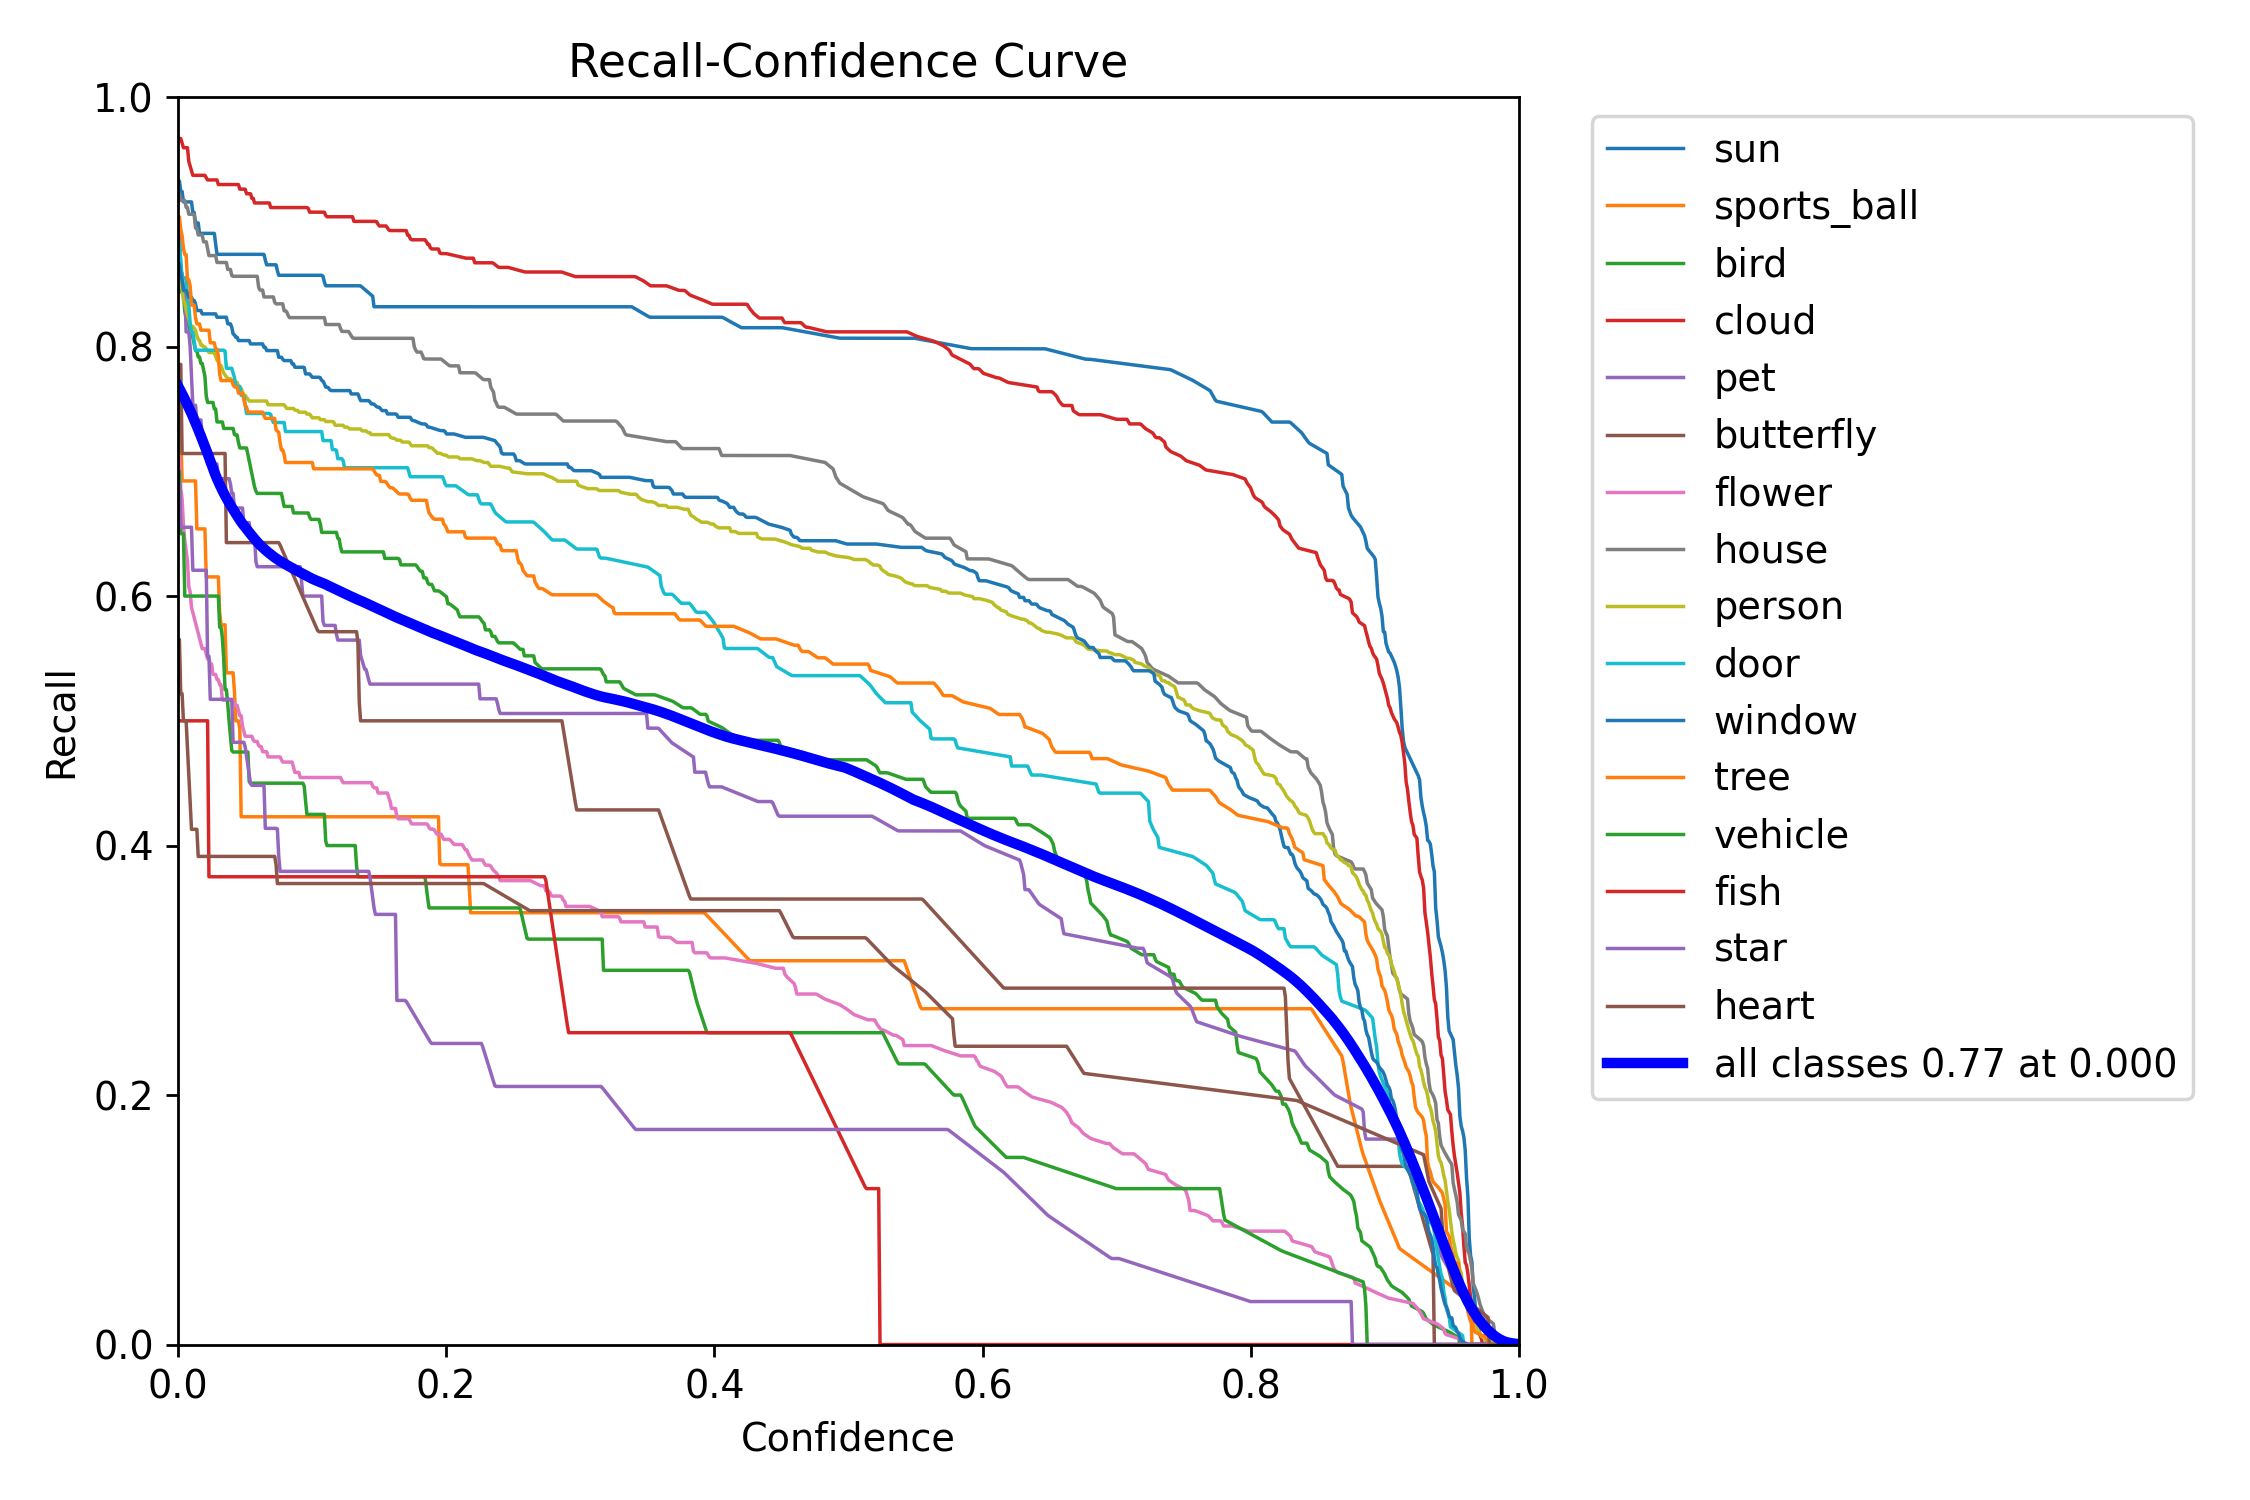 Recall-Confidence Curve
1.0
0.8
0.6
0.4
0.2
0.0
Recall
0.0 0.2 0.4 0.6 0.8 1.0
Confidence
sun
sports_ball
bird
cloud
pet
butterfly
flower
house
person
door
window
tree
vehicle
fish
star
heart
all classes 0.77 at 0.000